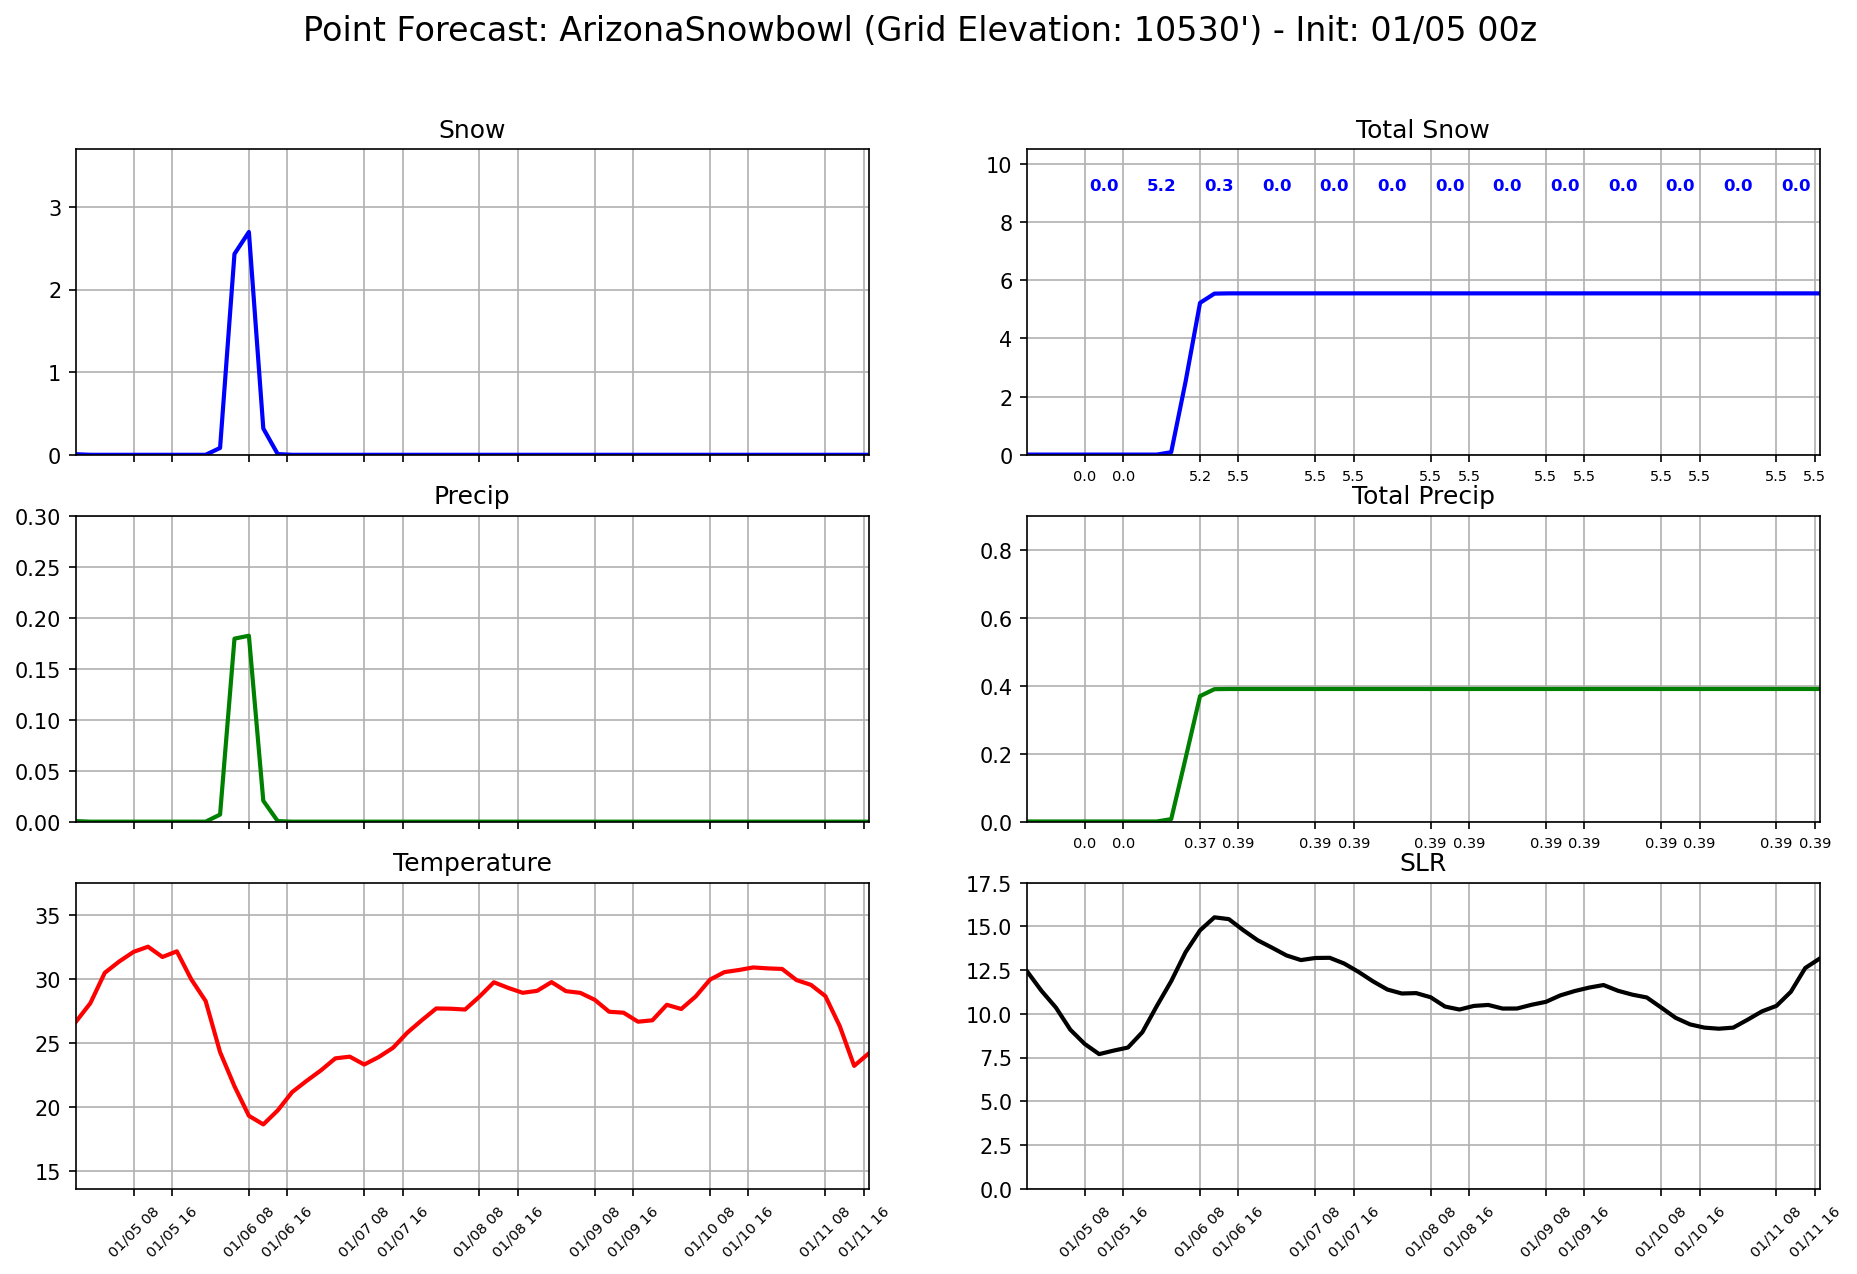 Point Forecast: ArizonaSnowbowl (Grid Elevation: 10530') - Init: 01/05 00z
Snow
3
2
1
0
Total Snow
10
8
6
4
2
0
0.0 5.2 0.3 0.0 0.0 0.0 0.0 0.0 0.0 0.0 0.0 0.0 0.0
0.0 0.0 5.2 5.5 5.5 5.5 5.5 5.5 5.5 5.5 5.5 5.5 5.5 5.5
Precip
0.30
0.25
0.20
0.15
0.10
0.05
0.00
Total Precip
0.8
0.6
0.4
0.2
0.0
0.0 0.0 0.37 0.39 0.39 0.39 0.39 0.39 0.39 0.39 0.39 0.39 0.39 0.39
Temperature
35
30
25
20
15
01/05 08 01/05 16 01/06 08 01/06 16 01/07 08 01/07 16 01/08 08 01/08 16 01/09 08 01/09 16 01/10 08 01/10 16 01/11 08 01/11 16
SLR
17.5
15.0
12.5
10.0
7.5
5.0
2.5
0.0
01/05 08 01/05 16 01/06 08 01/06 16 01/07 08 01/07 16 01/08 08 01/08 16 01/09 08 01/09 16 01/10 08 01/10 16 01/11 08 01/11 16